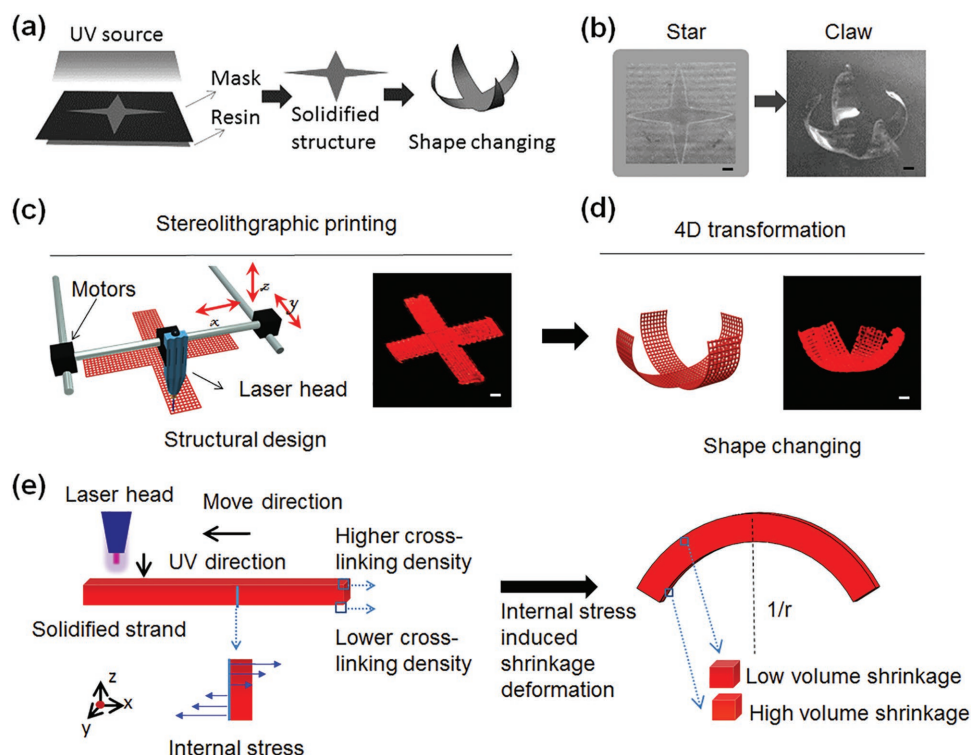 (a)
UV source
Mask
Resin
Solidified
structure
Shape changing
(b)
Star
Claw
(c)
Stereolithgraphic printing
Motors
x
z
y
Laser head
Structural design
(d)
4D transformation
Shape changing
(e)
Laser head
Move direction
UV direction
Higher cross-
linking density
Solidified strand
Lower cross-
linking density
z
x
y
Internal stress
Internal stress
induced
shrinkage
deformation
1/r
Low volume shrinkage
High volume shrinkage